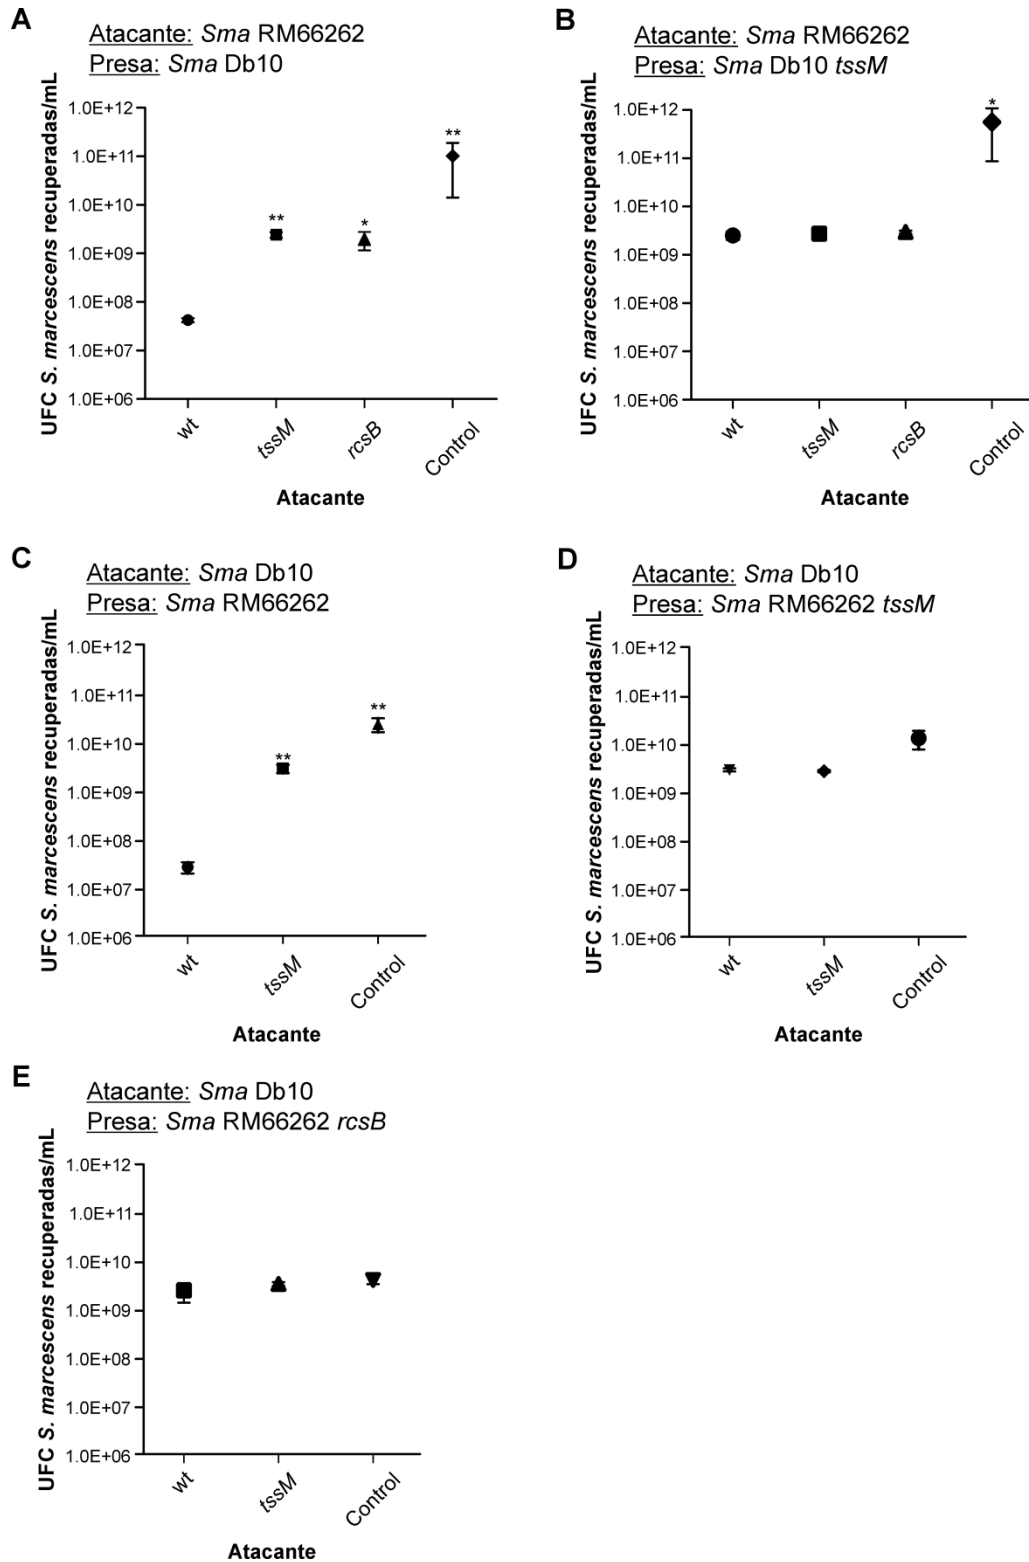 A
Atacante: Sma RM66262
Presa: Sma Db10
UFC S. marcescens recuperadas/mL
1.0E+12
1.0E+11
1.0E+10
1.0E+09
1.0E+08
1.0E+07
1.0E+06
**
*
**
wt
tssM
rcsB
Control
Atacante
B
Atacante: Sma RM66262
Presa: Sma Db10 tssM
UFC S. marcescens recuperadas/mL
1.0E+12
1.0E+11
1.0E+10
1.0E+09
1.0E+08
1.0E+07
1.0E+06
*
wt
tssM
rcsB
Control
Atacante
C
Atacante: Sma Db10
Presa: Sma RM66262
UFC S. marcescens recuperadas/mL
1.0E+12
1.0E+11
1.0E+10
1.0E+09
1.0E+08
1.0E+07
1.0E+06
**
**
wt
tssM
Control
Atacante
D
Atacante: Sma Db10
Presa: Sma RM66262 tssM
UFC S. marcescens recuperadas/mL
1.0E+12
1.0E+11
1.0E+10
1.0E+09
1.0E+08
1.0E+07
1.0E+06
wt
tssM
Control
Atacante
E
Atacante: Sma Db10
Presa: Sma RM66262 rcsB
UFC S. marcescens recuperadas/mL
1.0E+12
1.0E+11
1.0E+10
1.0E+09
1.0E+08
1.0E+07
1.0E+06
wt
tssM
Control
Atacante